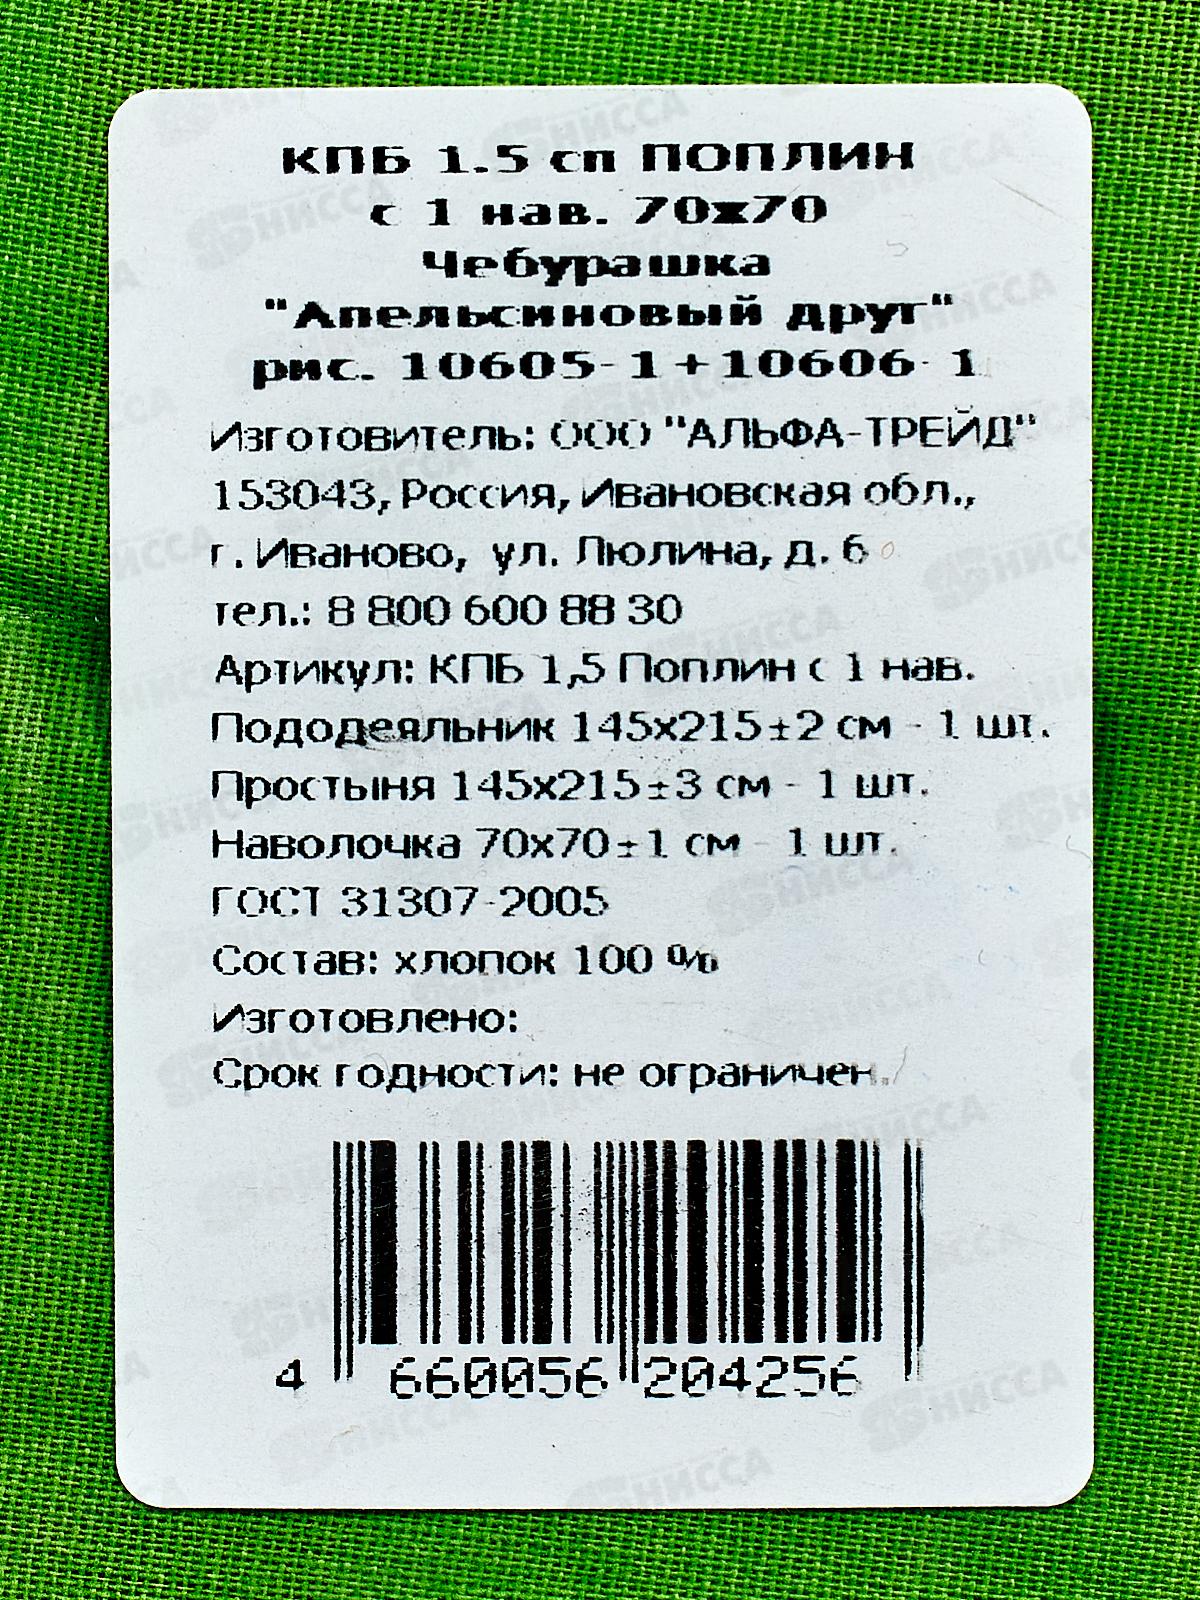 КПБ 1.5 сп ПОПЛИН
с 1 нав. 70х70
Чебурашка
"Апельсиновый друг"
рис. 10605-1+10606-1
Изготовитель: ООО "АЛЬФА-ТРЕЙД"
153043, Россия, Ивановская обл.,
г. Иваново, ул. Люлина, д. 6
тел.: 8 800 600 88 30
Артикул: КПБ 1,5 Поплин с 1 нав.
Пододеяльник 145х215±2 см - 1 шт.
Простыня 145х215±3 см - 1 шт.
Наволочка 70х70±1 см - 1 шт.
ГОСТ 31307-2005
Состав: хлопок 100 %
Изготовлено:
Срок годности: не ограничен.
4 660056 204256